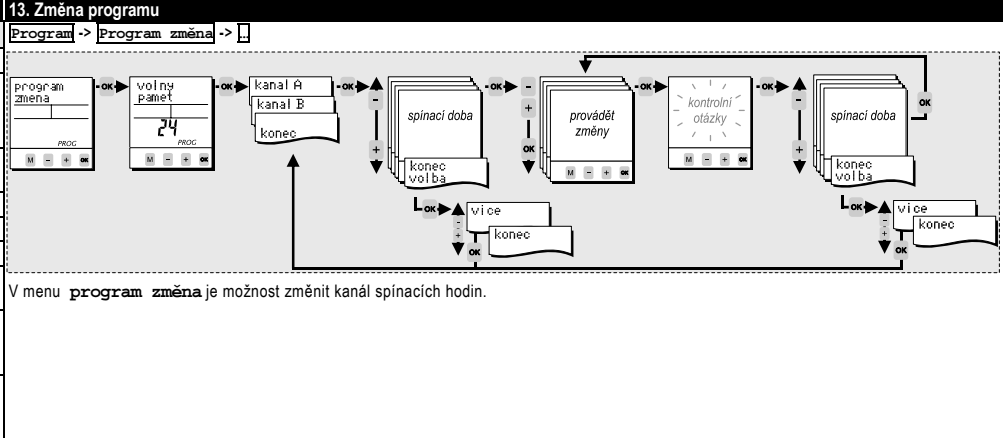 13. Změna programu
Program -> Program změna -> …
program
zmena
PROG
M - + OK
OK
volny
pamet
24
PROG
M - + OK
OK
kanal A
kanal B
konec
OK
-
+
spínací doba
konec
volba
OK
-
+
OK
provádět
změny
M - + OK
OK
kontrolní
otázky
M - + OK
OK
-
+
spínací doba
konec
volba
OK
OK
-
+
OK
vice
konec
OK
-
+
OK
vice
konec
V menu program změna je možnost změnit kanál spínacích hodin.